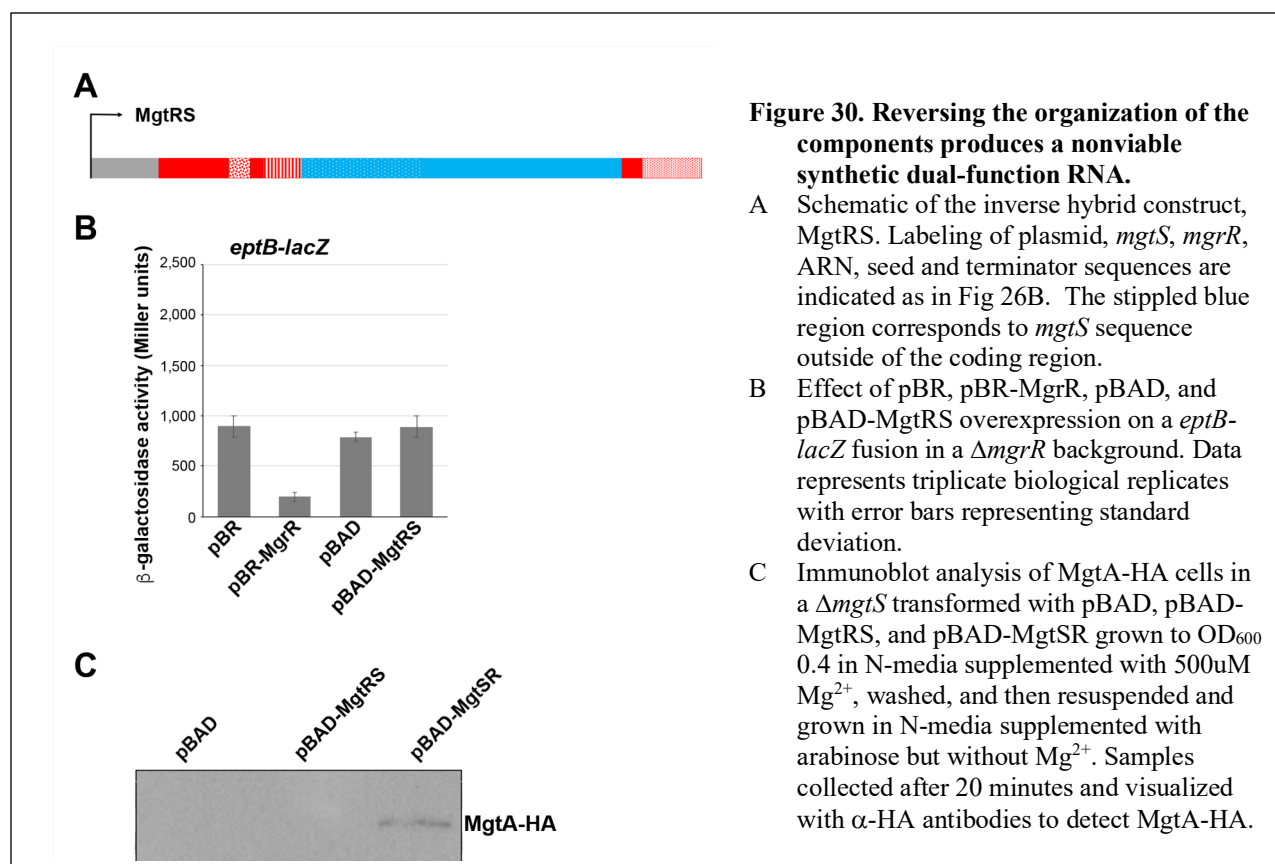 A
MgtRS
B
eptB-lacZ
β-galactosidase activity (Miller units)
2,500
2,000
1,500
1,000
500
0
pBR
pBR-MgrR
pBAD
pBAD-MgtRS
C
pBAD
pBAD-MgtRS
pBAD-MgtSR
MgtA-HA
Figure 30. Reversing the organization of the
components produces a nonviable
synthetic dual-function RNA.
A Schematic of the inverse hybrid construct,
MgtRS. Labeling of plasmid, mgtS, mgrR,
ARN, seed and terminator sequences are
indicated as in Fig 26B. The stippled blue
region corresponds to mgtS sequence
outside of the coding region.
B Effect of pBR, pBR-MgrR, pBAD, and
pBAD-MgtRS overexpression on a eptB-
lacZ fusion in a ΔmgrR background. Data
represents triplicate biological replicates
with error bars representing standard
deviation.
C Immunoblot analysis of MgtA-HA cells in
a ΔmgtS transformed with pBAD, pBAD-
MgtRS, and pBAD-MgtSR grown to OD₆₀₀
0.4 in N-media supplemented with 500uM
Mg²⁺, washed, and then resuspended and
grown in N-media supplemented with
arabinose but without Mg²⁺. Samples
collected after 20 minutes and visualized
with α-HA antibodies to detect MgtA-HA.